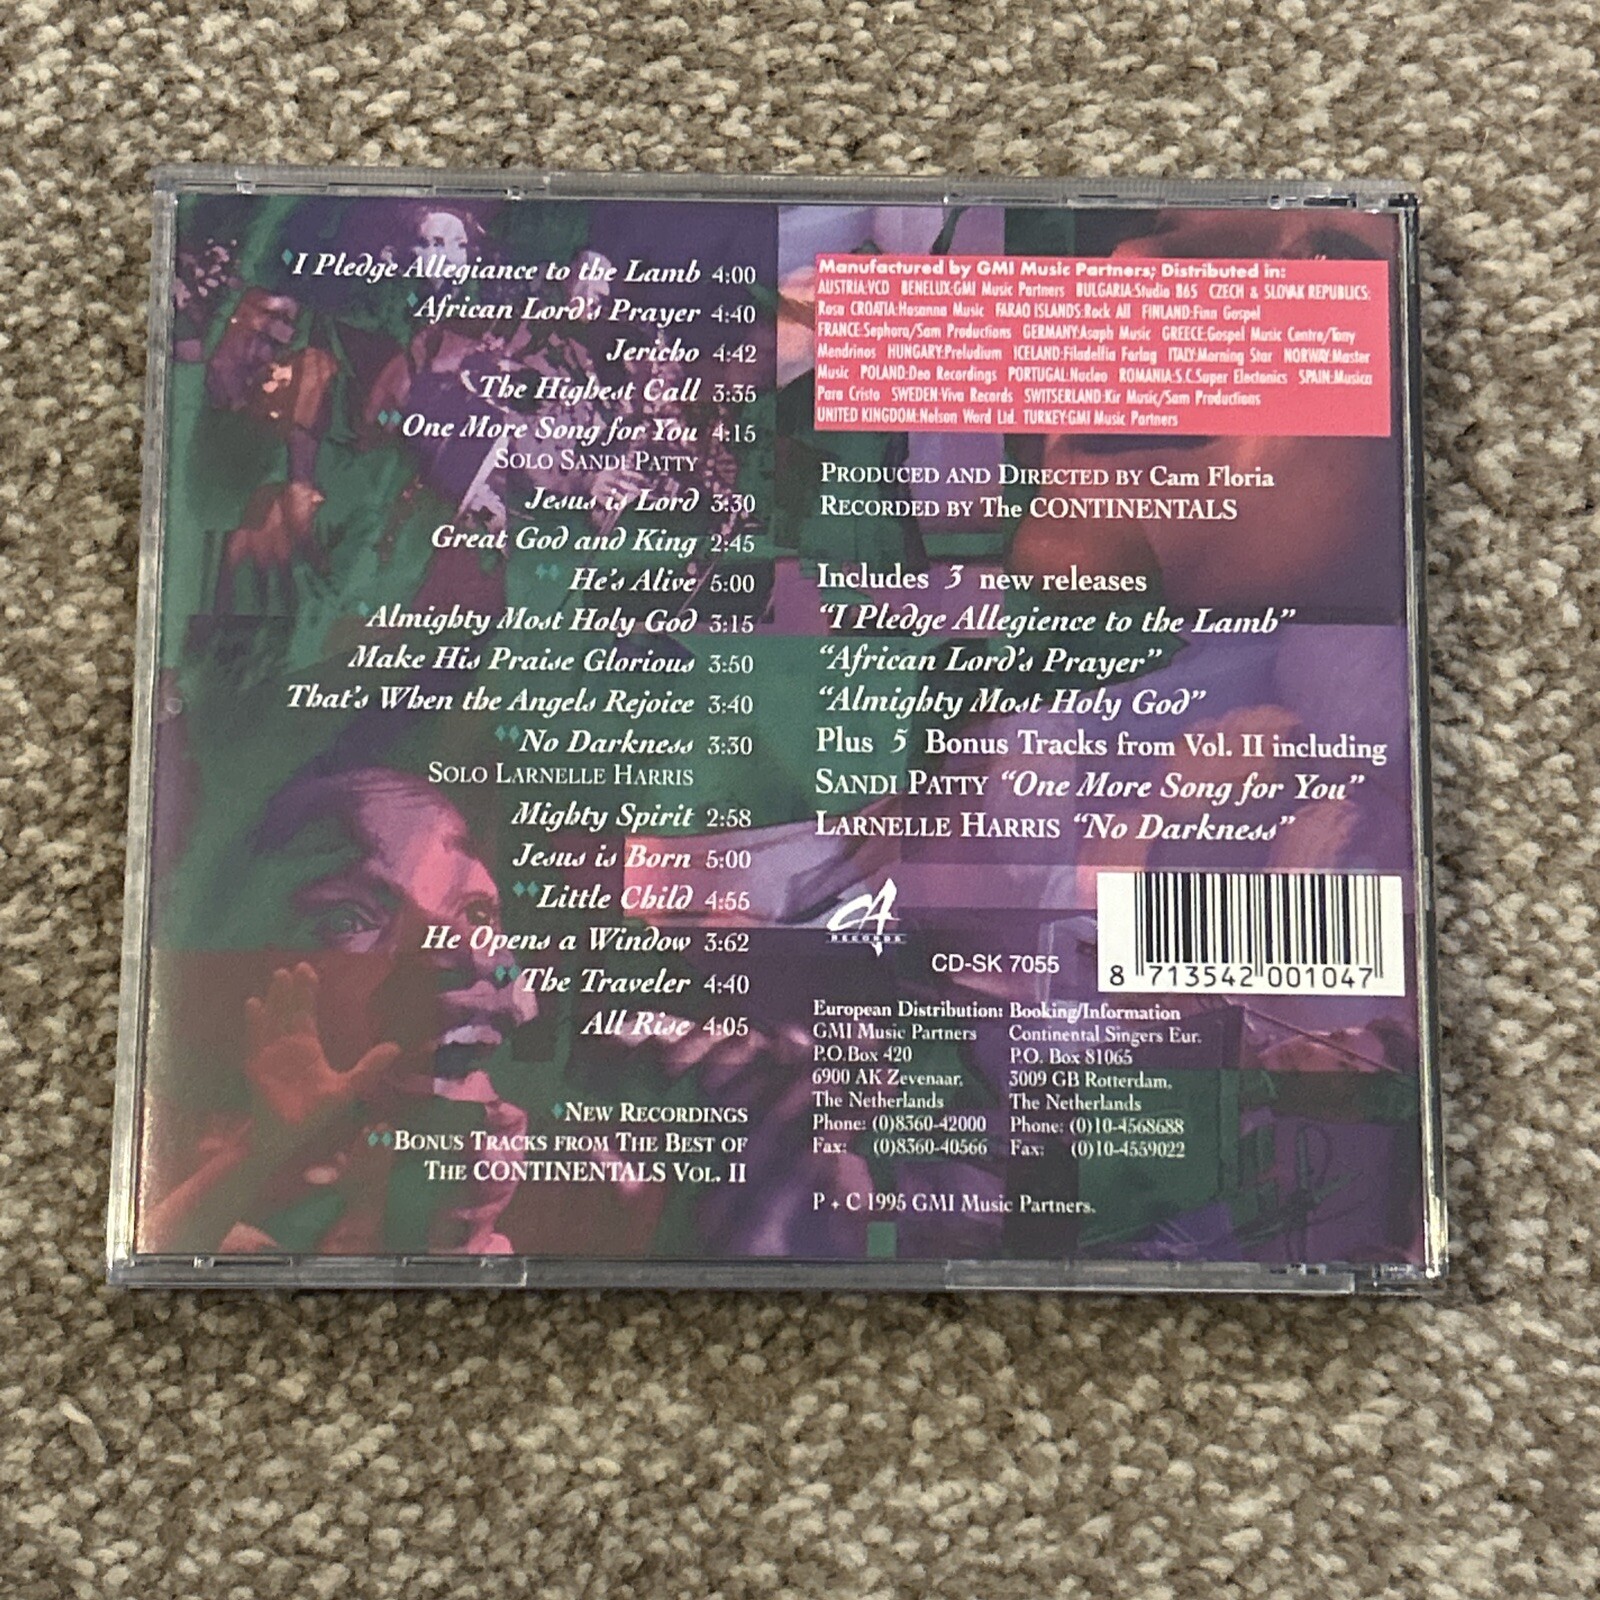 I Pledge Allegiance to the Lamb 4:00
African Lord's Prayer 4:40
Jericho 4:42
The Highest Call 3:35
One More Song for You 4:15
SOLO SANDI PATTY
Jesus is Lord 3:30
Great God and King 2:45
He's Alive 5:00
Almighty Most Holy God 3:15
Make His Praise Glorious 3:50
That's When the Angels Rejoice 3:40
No Darkness 3:30
SOLO LARNELLE HARRIS
Mighty Spirit 2:58
Jesus is Born 5:00
Little Child 4:55
He Opens a Window 3:62
The Traveler 4:40
All Rise 4:05
NEW RECORDINGS
BONUS TRACKS FROM THE BEST OF
THE CONTINENTALS VOL. II
Manufactured by GMI Music Partners; Distributed in:
AUSTRIA:VCD BENELUX:GMI Music Partners BULGARIA:Studio 865 CZECH & SLOVAK REPUBLICS:
Rosa CROATIA:Hosanna Music FARAO ISLANDS:Rock All FINLAND:Finn Gospel
FRANCE:Sephora/Sam Productions GERMANY:Asaph Music GREECE:Gospel Music Centre/Tony
Mendrinos HUNGARY:Preludium ICELAND:Filadelfia Forlag ITALY:Morning Star NORWAY:Master
Music POLAND:Deo Recordings PORTUGAL:Nucleo ROMANIA:S.C.Super Electonics SPAIN:Musica
Para Cristo SWEDEN:Viva Records SWITSERLAND:Kir Music/Sam Productions
UNITED KINGDOM:Nelson Word Ltd. TURKEY:GMI Music Partners
PRODUCED AND DIRECTED BY Cam Floria
RECORDED BY The CONTINENTALS
Includes 3 new releases
“I Pledge Allegience to the Lamb”
“African Lord's Prayer”
“Almighty Most Holy God”
Plus 5 Bonus Tracks from Vol. II including
SANDI PATTY “One More Song for You”
LARNELLE HARRIS “No Darkness”
CA
RECORDS
CD-SK 7055
8 713542 001047
European Distribution: Booking/Information
GMI Music Partners Continental Singers Eur.
P.O.Box 420 P.O. Box 81065
6900 AK Zevenaar, 3009 GB Rotterdam,
The Netherlands The Netherlands
Phone: (0)8360-42000 Phone: (0)10-4568688
Fax: (0)8360-40566 Fax: (0)10-4559022
P + C 1995 GMI Music Partners.